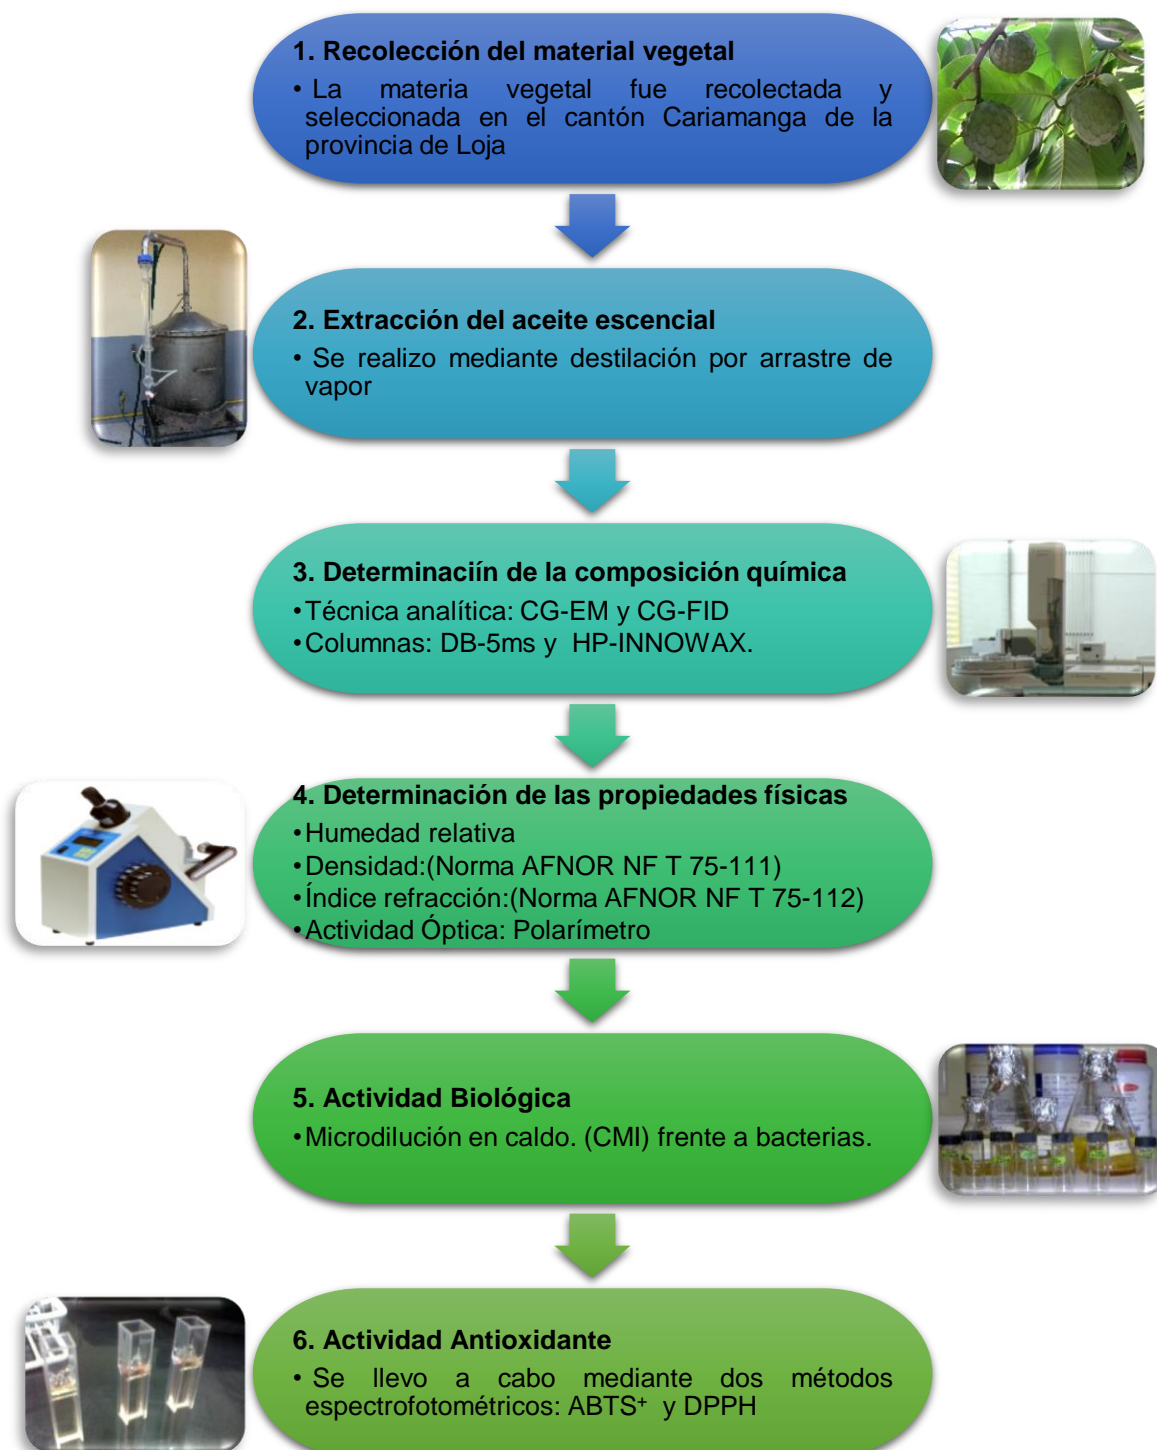 1. Recolección del material vegetal
• La materia vegetal fue recolectada y
seleccionada en el cantón Cariamanga de la
provincia de Loja
2. Extracción del aceite escencial
• Se realizo mediante destilación por arrastre de
vapor
3. Determinaciín de la composición química
•Técnica analítica: CG-EM y CG-FID
•Columnas: DB-5ms y HP-INNOWAX.
4. Determinación de las propiedades físicas
•Humedad relativa
•Densidad:(Norma AFNOR NF T 75-111)
•Índice refracción:(Norma AFNOR NF T 75-112)
•Actividad Óptica: Polarímetro
5. Actividad Biológica
•Microdilución en caldo. (CMI) frente a bacterias.
6. Actividad Antioxidante
• Se llevo a cabo mediante dos métodos
espectrofotométricos: ABTS⁺ y DPPH